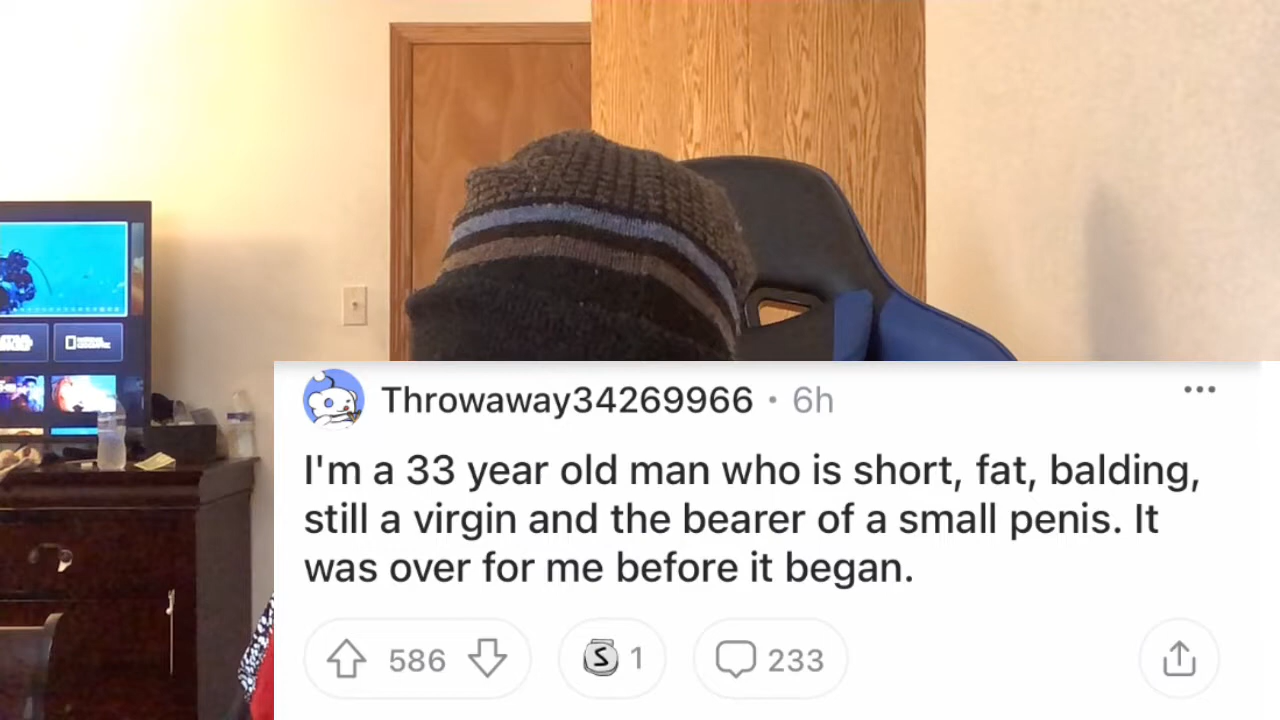 Throwaway34269966 • 6h
I'm a 33 year old man who is short, fat, balding,
still a virgin and the bearer of a small penis. It
was over for me before it began.
586 S 1 233